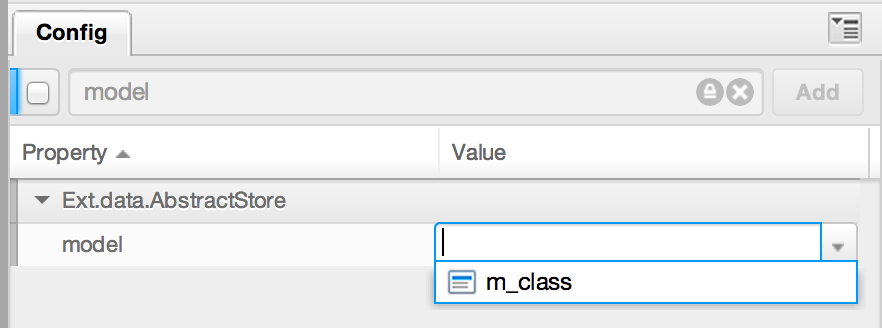 Config
model
Add
Property Value
Ext.data.AbstractStore
model
m_class